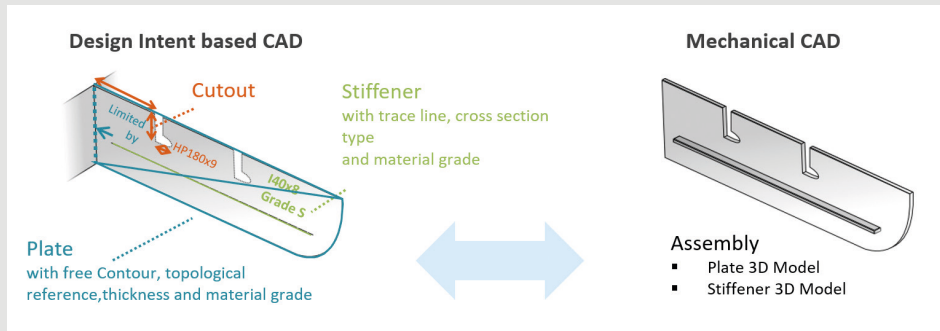 Design Intent based CAD
Mechanical CAD
Cutout
Stiffener
with trace line, cross section
type
and material grade
Limited
by
HP180x9
I40x8
Grade S
Plate
with free Contour, topological
reference,thickness and material grade
Assembly
▪ Plate 3D Model
▪ Stiffener 3D Model